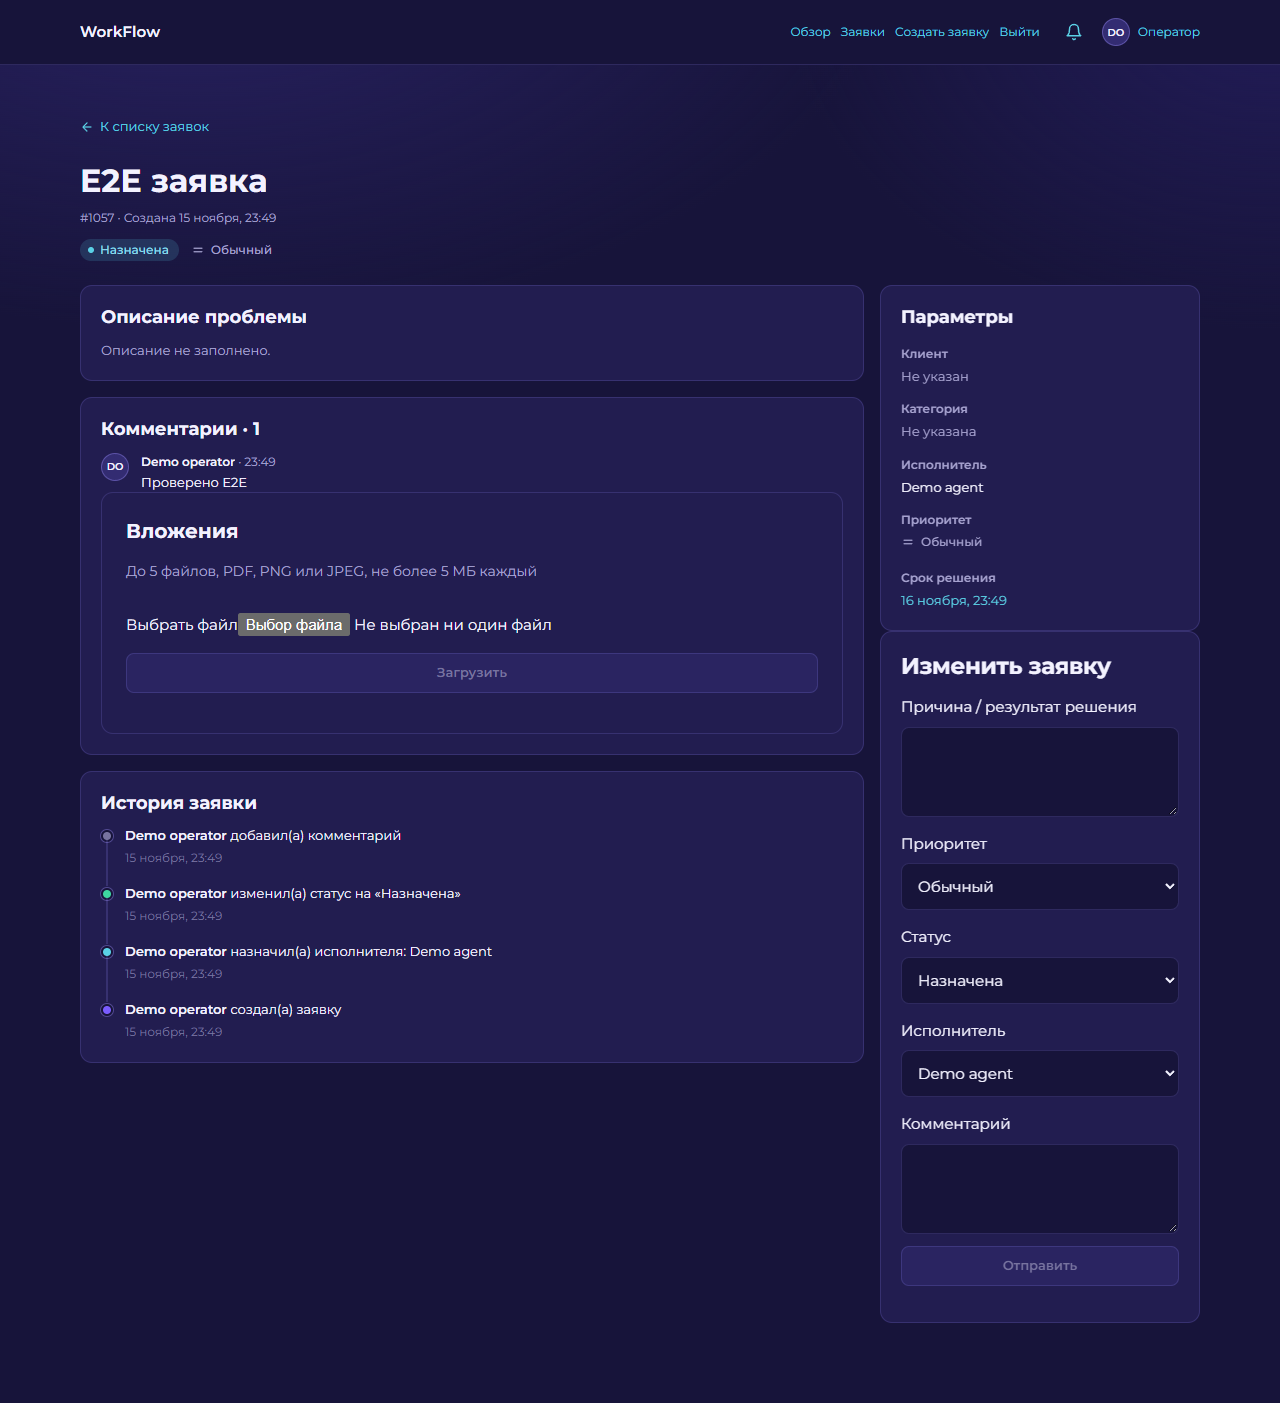 WorkFlow
Обзор Заявки Создать заявку Выйти DO Оператор
К списку заявок
E2E заявка
#1057 · Создана 15 ноября, 23:49
Назначена Обычный
Описание проблемы
Описание не заполнено.
Комментарии · 1
DO Demo operator · 23:49
Проверено E2E
Вложения
До 5 файлов, PDF, PNG или JPEG, не более 5 МБ каждый
Выбрать файл Выбор файла Не выбран ни один файл
Загрузить
История заявки
Demo operator добавил(а) комментарий
15 ноября, 23:49
Demo operator изменил(а) статус на «Назначена»
15 ноября, 23:49
Demo operator назначил(а) исполнителя: Demo agent
15 ноября, 23:49
Demo operator создал(а) заявку
15 ноября, 23:49
Параметры
Клиент
Не указан
Категория
Не указана
Исполнитель
Demo agent
Приоритет
Обычный
Срок решения
16 ноября, 23:49
Изменить заявку
Причина / результат решения
Приоритет
Обычный
Статус
Назначена
Исполнитель
Demo agent
Комментарий
Отправить